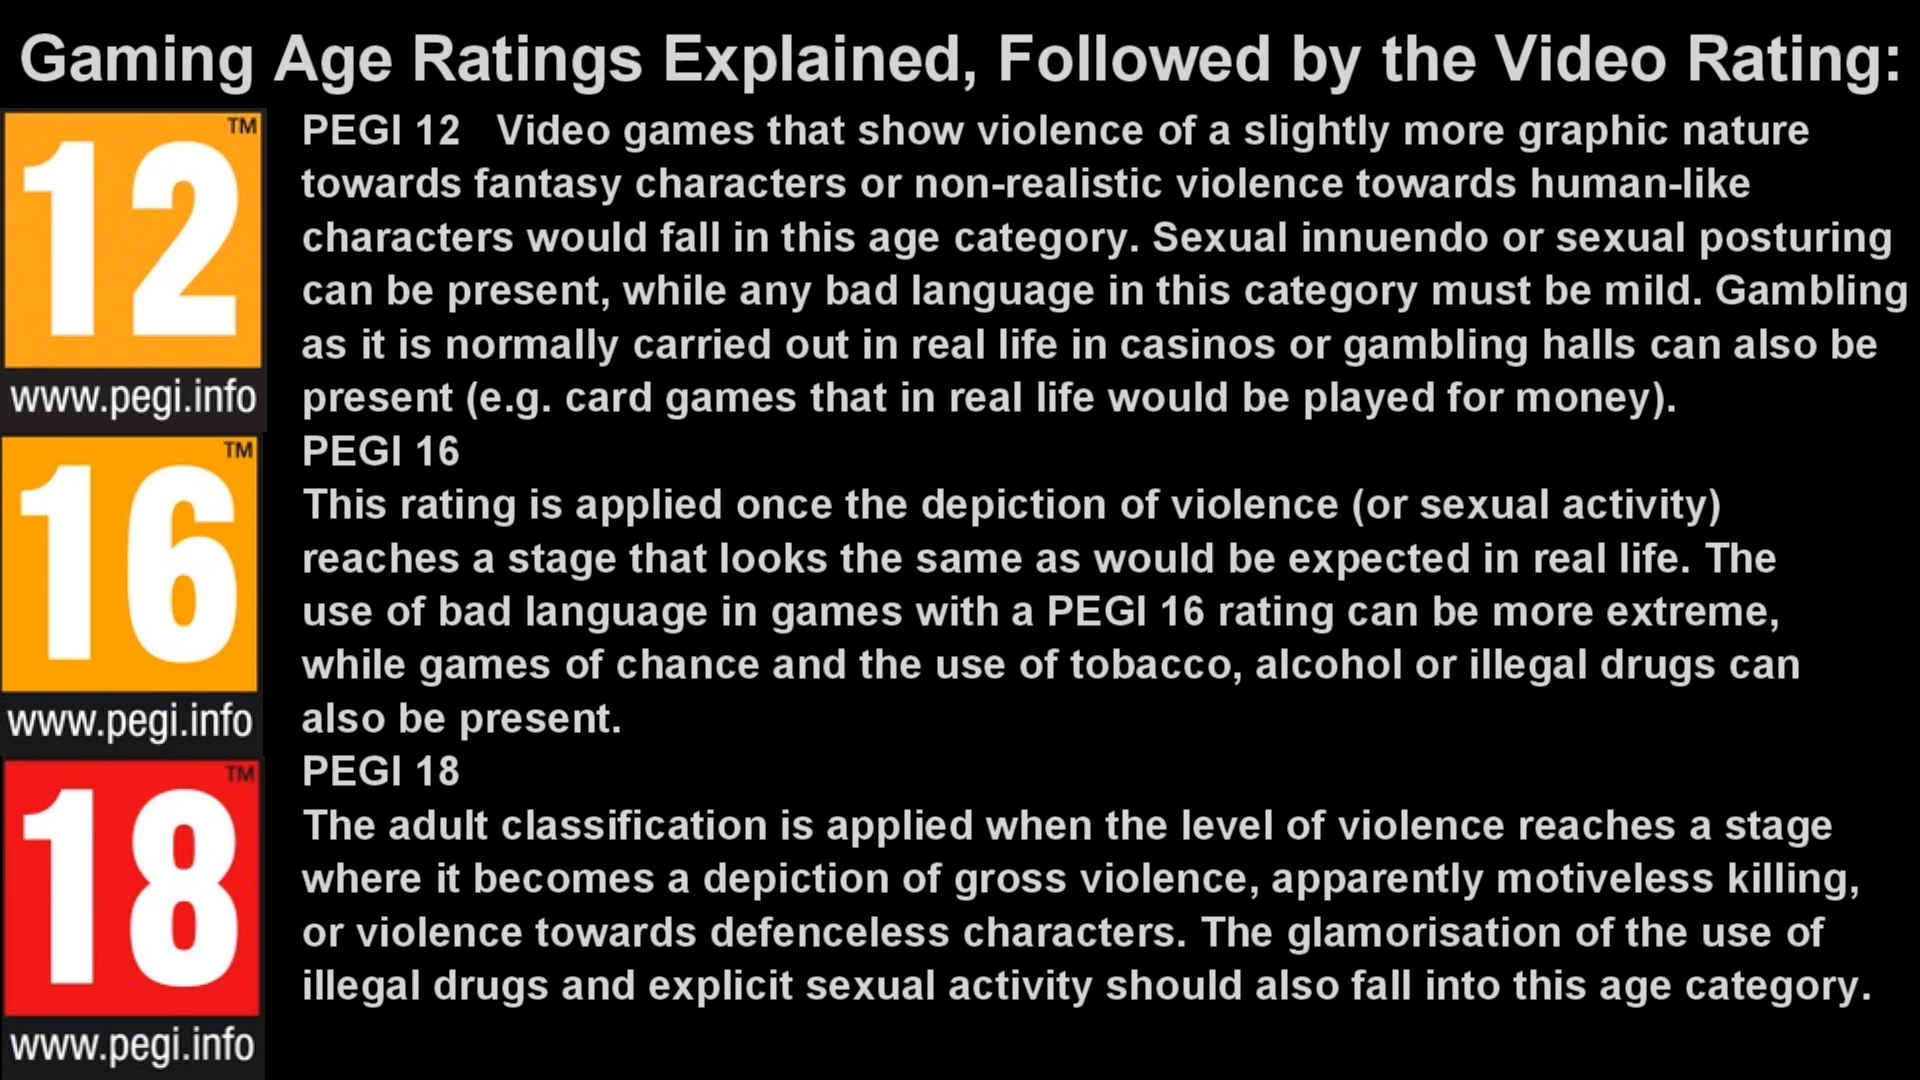 Gaming Age Ratings Explained, Followed by the Video Rating:
12 TM
www.pegi.info
PEGI 12 Video games that show violence of a slightly more graphic nature
towards fantasy characters or non-realistic violence towards human-like
characters would fall in this age category. Sexual innuendo or sexual posturing
can be present, while any bad language in this category must be mild. Gambling
as it is normally carried out in real life in casinos or gambling halls can also be
present (e.g. card games that in real life would be played for money).
16 TM
www.pegi.info
PEGI 16
This rating is applied once the depiction of violence (or sexual activity)
reaches a stage that looks the same as would be expected in real life. The
use of bad language in games with a PEGI 16 rating can be more extreme,
while games of chance and the use of tobacco, alcohol or illegal drugs can
also be present.
18 TM
www.pegi.info
PEGI 18
The adult classification is applied when the level of violence reaches a stage
where it becomes a depiction of gross violence, apparently motiveless killing,
or violence towards defenceless characters. The glamorisation of the use of
illegal drugs and explicit sexual activity should also fall into this age category.